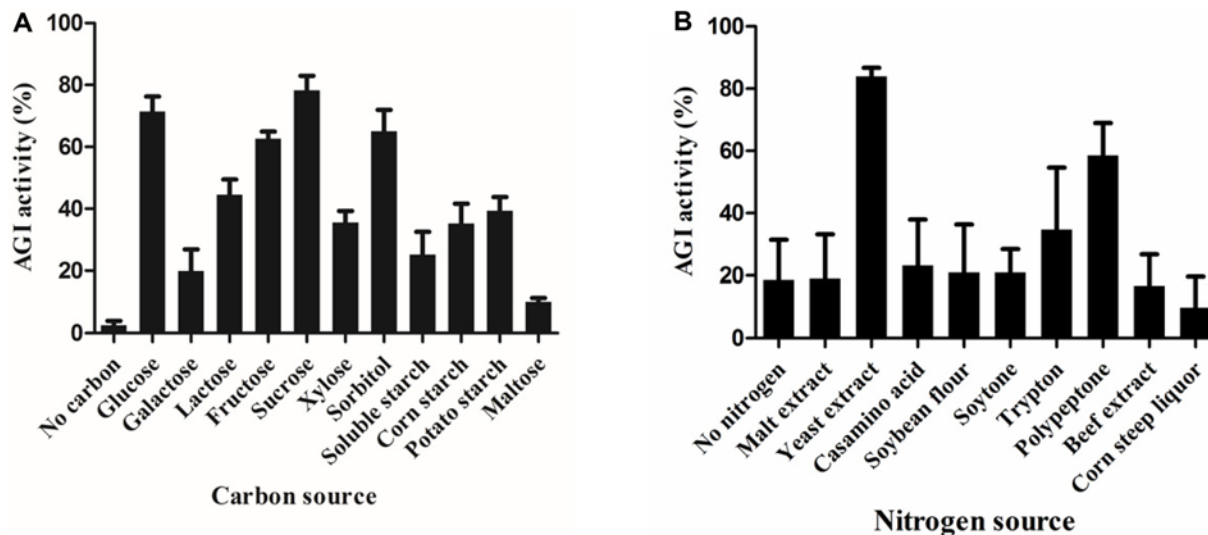 A
100
80
60
40
20
0
AGI activity (%)
No carbon
Glucose
Galactose
Lactose
Fructose
Sucrose
Xylose
Sorbitol
Soluble starch
Corn starch
Potato starch
Maltose
Carbon source
B
100
80
60
40
20
0
AGI activity (%)
No nitrogen
Malt extract
Yeast extract
Casamino acid
Soybean flour
Soytone
Trypton
Polypeptone
Beef extract
Corn steep liquor
Nitrogen source